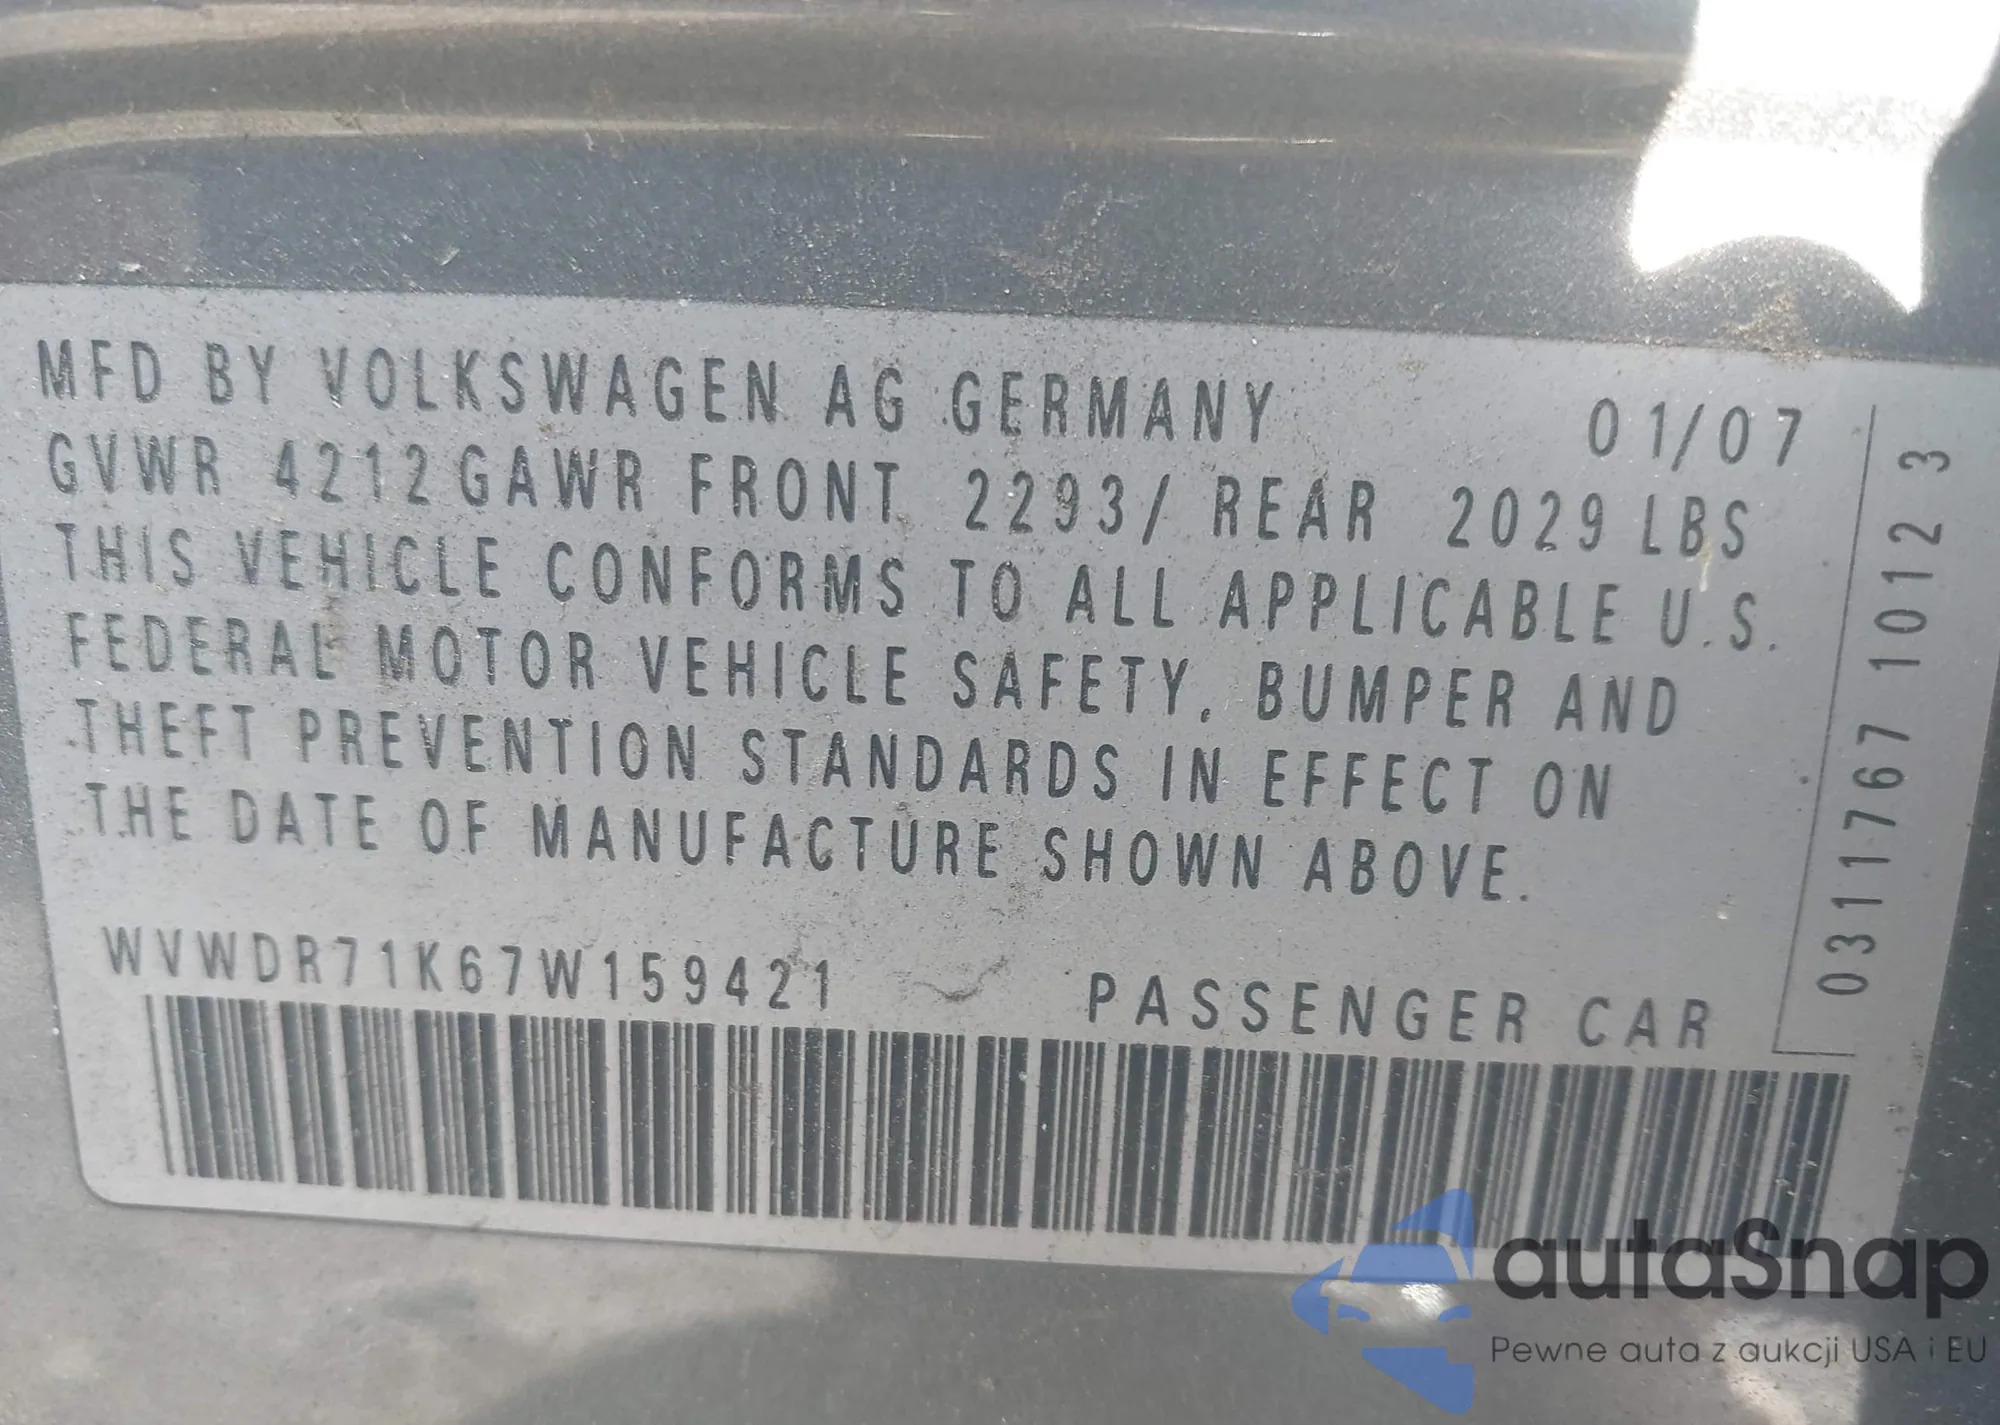 MFD BY VOLKSWAGEN AG GERMANY 01/07
GVWR 4212 GAWR FRONT 2293/ REAR 2029 LBS
THIS VEHICLE CONFORMS TO ALL APPLICABLE U.S.
FEDERAL MOTOR VEHICLE SAFETY, BUMPER AND
THEFT PREVENTION STANDARDS IN EFFECT ON
THE DATE OF MANUFACTURE SHOWN ABOVE.
WVWDR71K67W159421 PASSENGER CAR
0311767 1012 3
autaSnap
Pewne auta z aukcji USA i EU